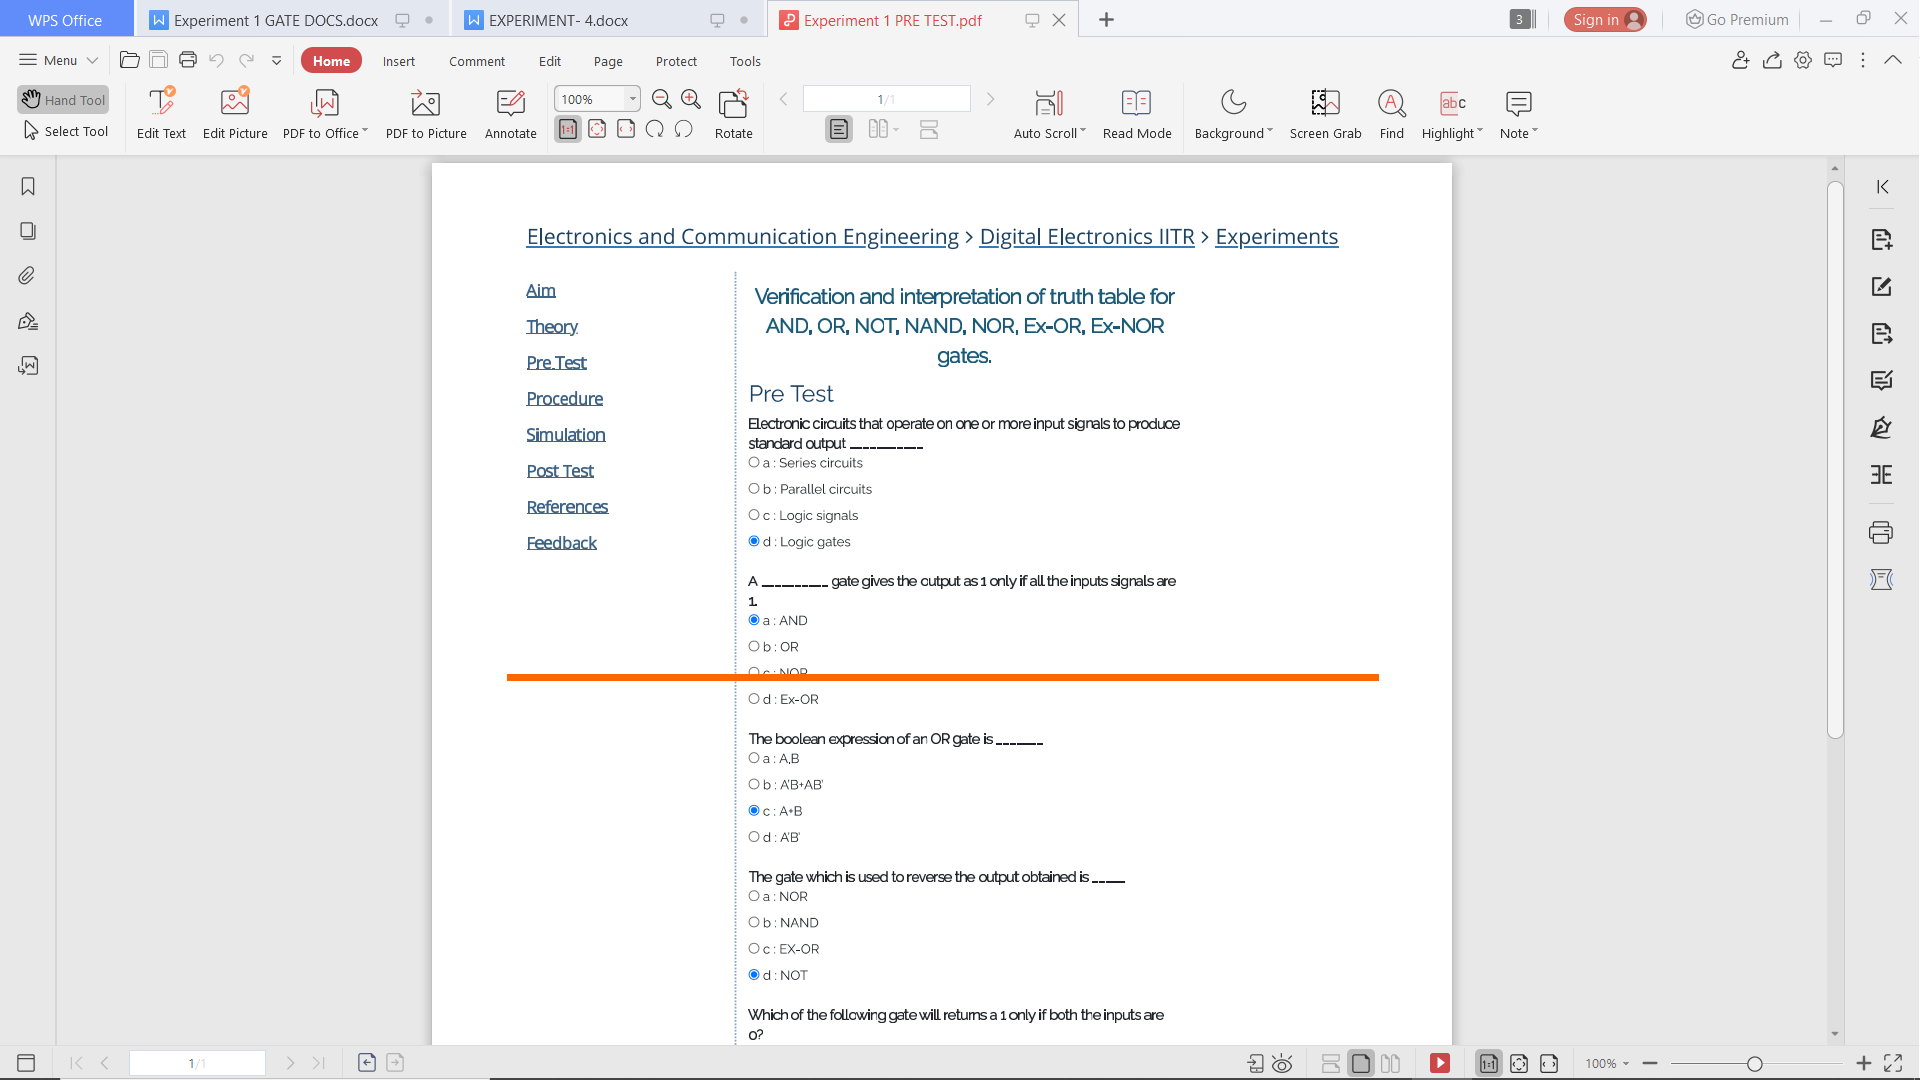 WPS Office
Experiment 1 GATE DOCS.docx
EXPERIMENT- 4.docx
Experiment 1 PRE TEST.pdf
3
Sign in
Go Premium
Menu
Home
Insert
Comment
Edit
Page
Protect
Tools
Hand Tool
Select Tool
Edit Text
Edit Picture
PDF to Office
PDF to Picture
Annotate
100%
Rotate
1/1
Auto Scroll
Read Mode
Background
Screen Grab
Find
Highlight
Note
Electronics and Communication Engineering > Digital Electronics IITR > Experiments
Aim
Theory
Pre Test
Procedure
Simulation
Post Test
References
Feedback
Verification and interpretation of truth table for
AND, OR, NOT, NAND, NOR, Ex-OR, Ex-NOR
gates.
Pre Test
Electronic circuits that operate on one or more input signals to produce
standard output ___________
a : Series circuits
b : Parallel circuits
c : Logic signals
d : Logic gates
A __________ gate gives the output as 1 only if all the inputs signals are
1.
a : AND
b : OR
c : NOR
d : Ex-OR
The boolean expression of an OR gate is _______
a : A.B
b : A'B+AB'
c : A+B
d : A'B'
The gate which is used to reverse the output obtained is _____
a : NOR
b : NAND
c : EX-OR
d : NOT
Which of the following gate will returns a 1 only if both the inputs are
0?
1/1
100%